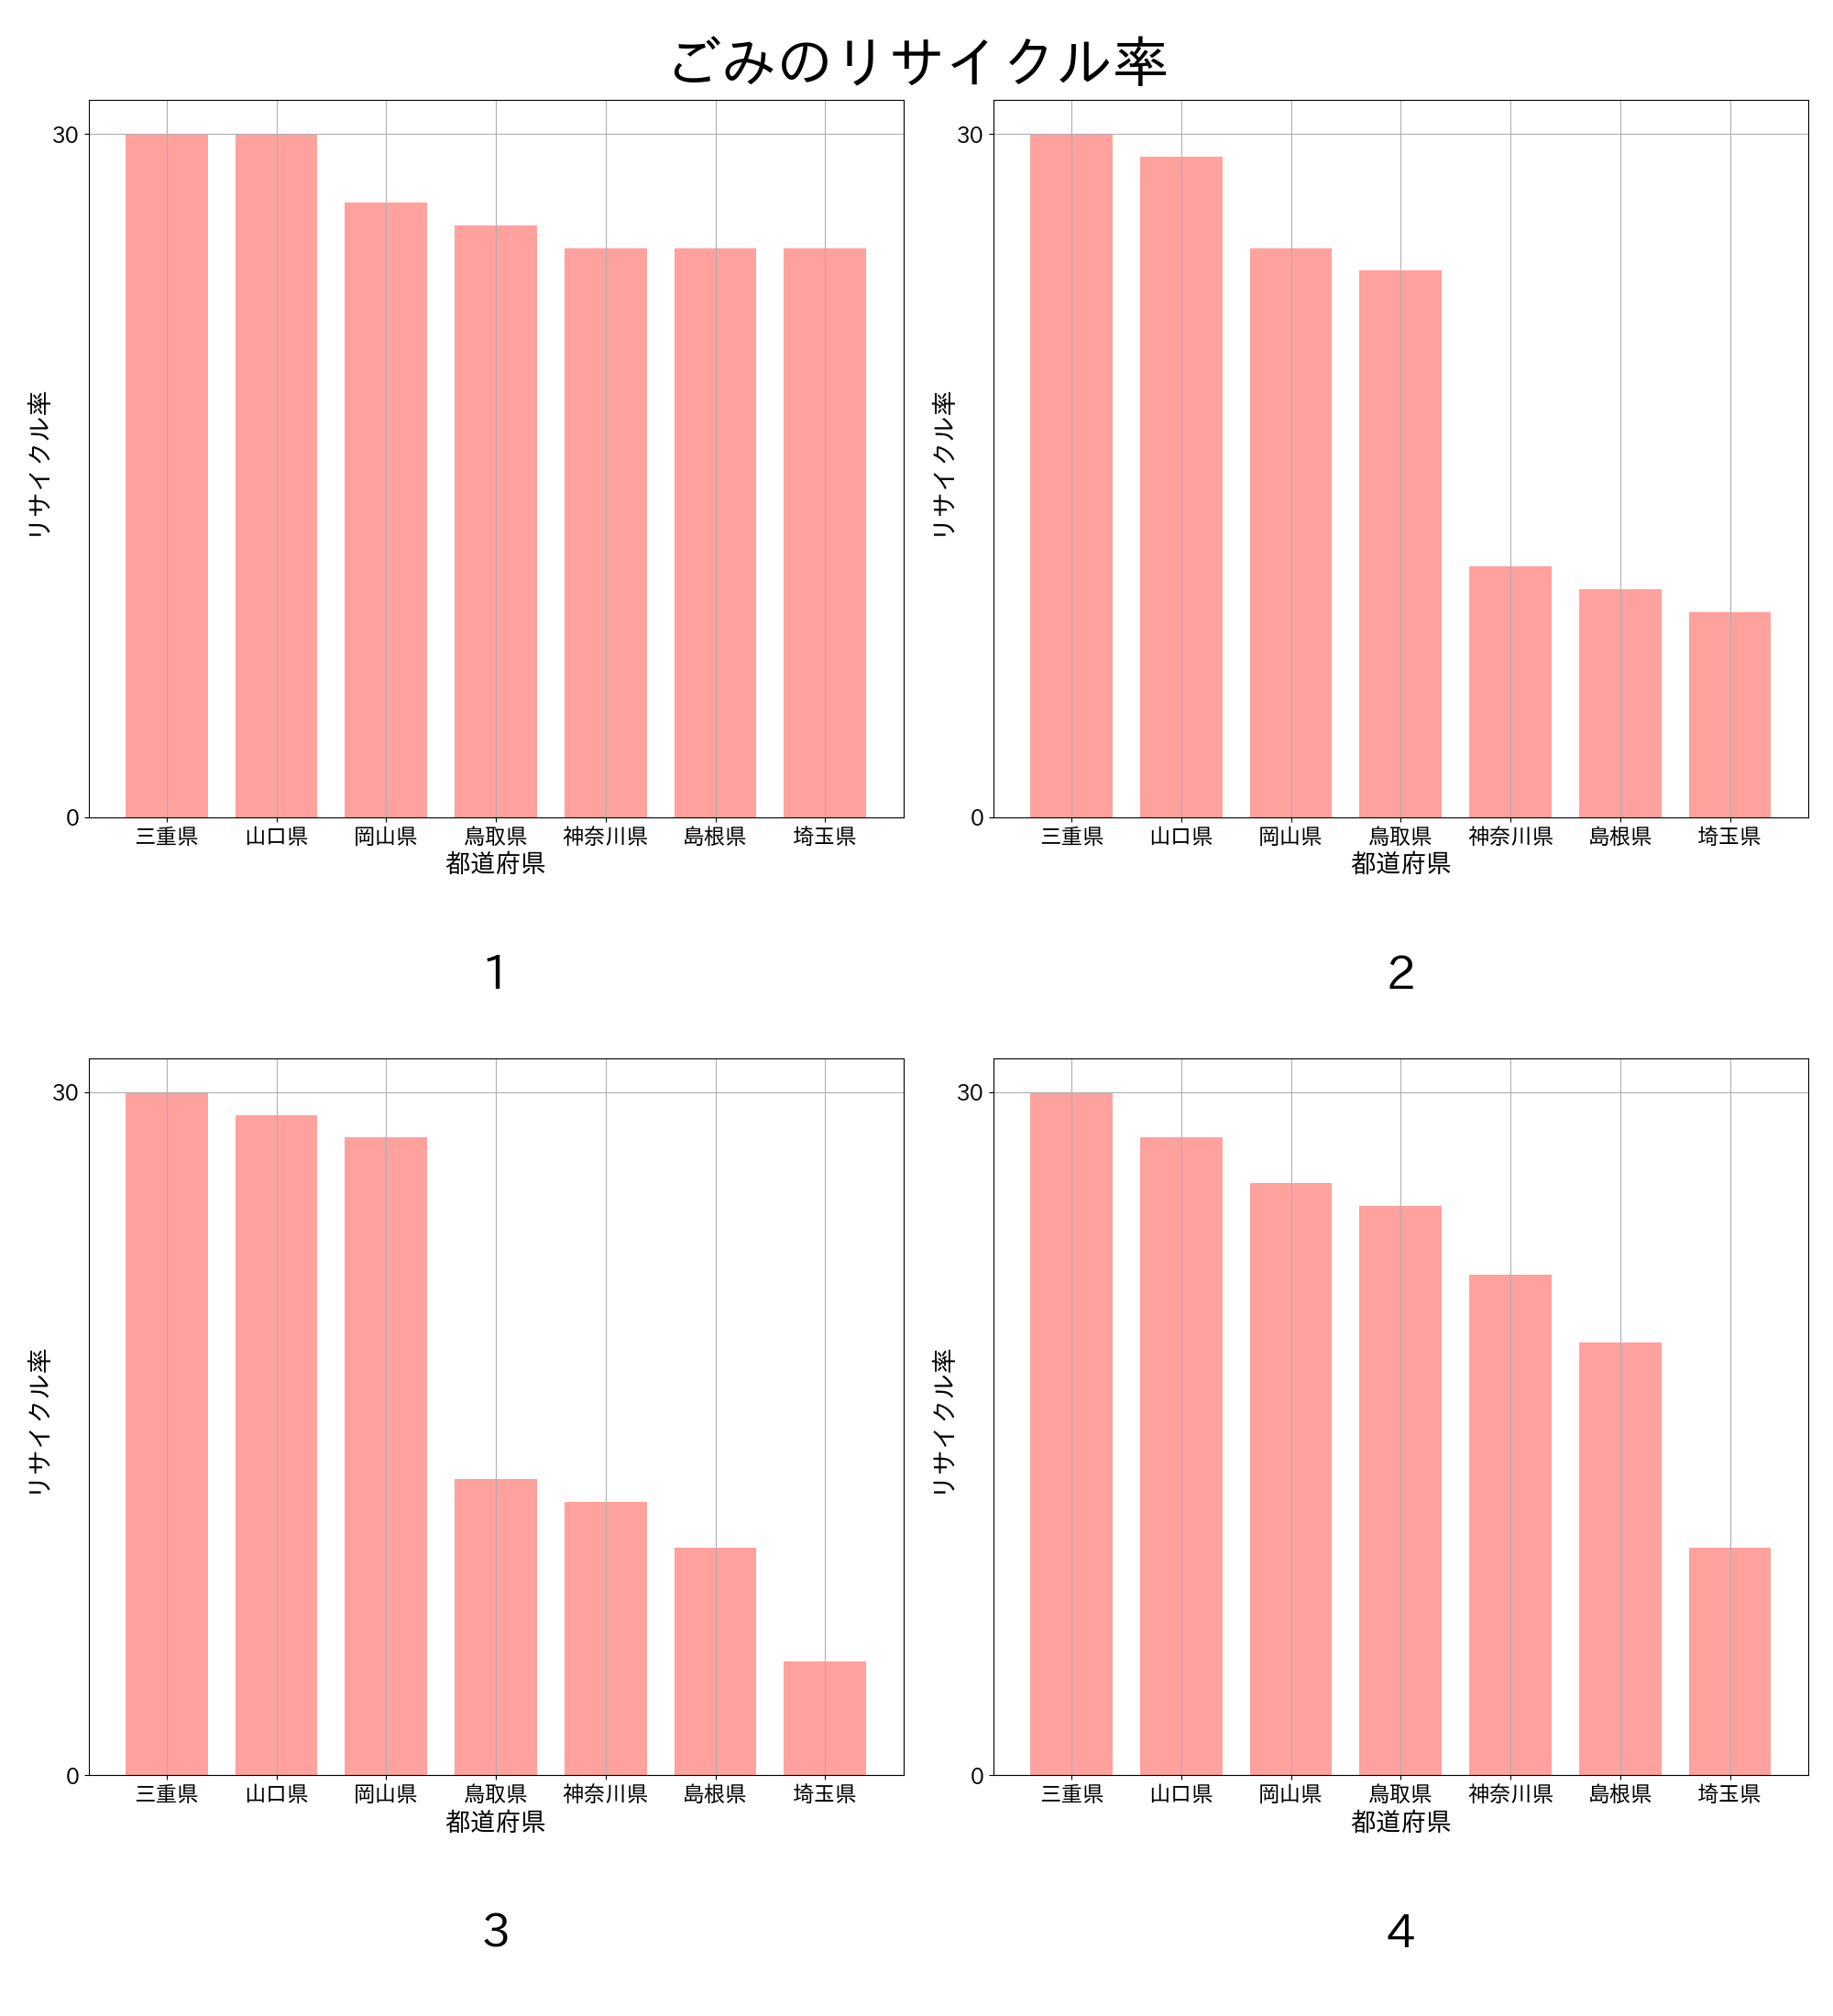 ごみのリサイクル率
30
0
リサイクル率
三重県 山口県 岡山県 鳥取県 神奈川県 島根県 埼玉県
都道府県
1
30
0
リサイクル率
三重県 山口県 岡山県 鳥取県 神奈川県 島根県 埼玉県
都道府県
2
30
0
リサイクル率
三重県 山口県 岡山県 鳥取県 神奈川県 島根県 埼玉県
都道府県
3
30
0
リサイクル率
三重県 山口県 岡山県 鳥取県 神奈川県 島根県 埼玉県
都道府県
4